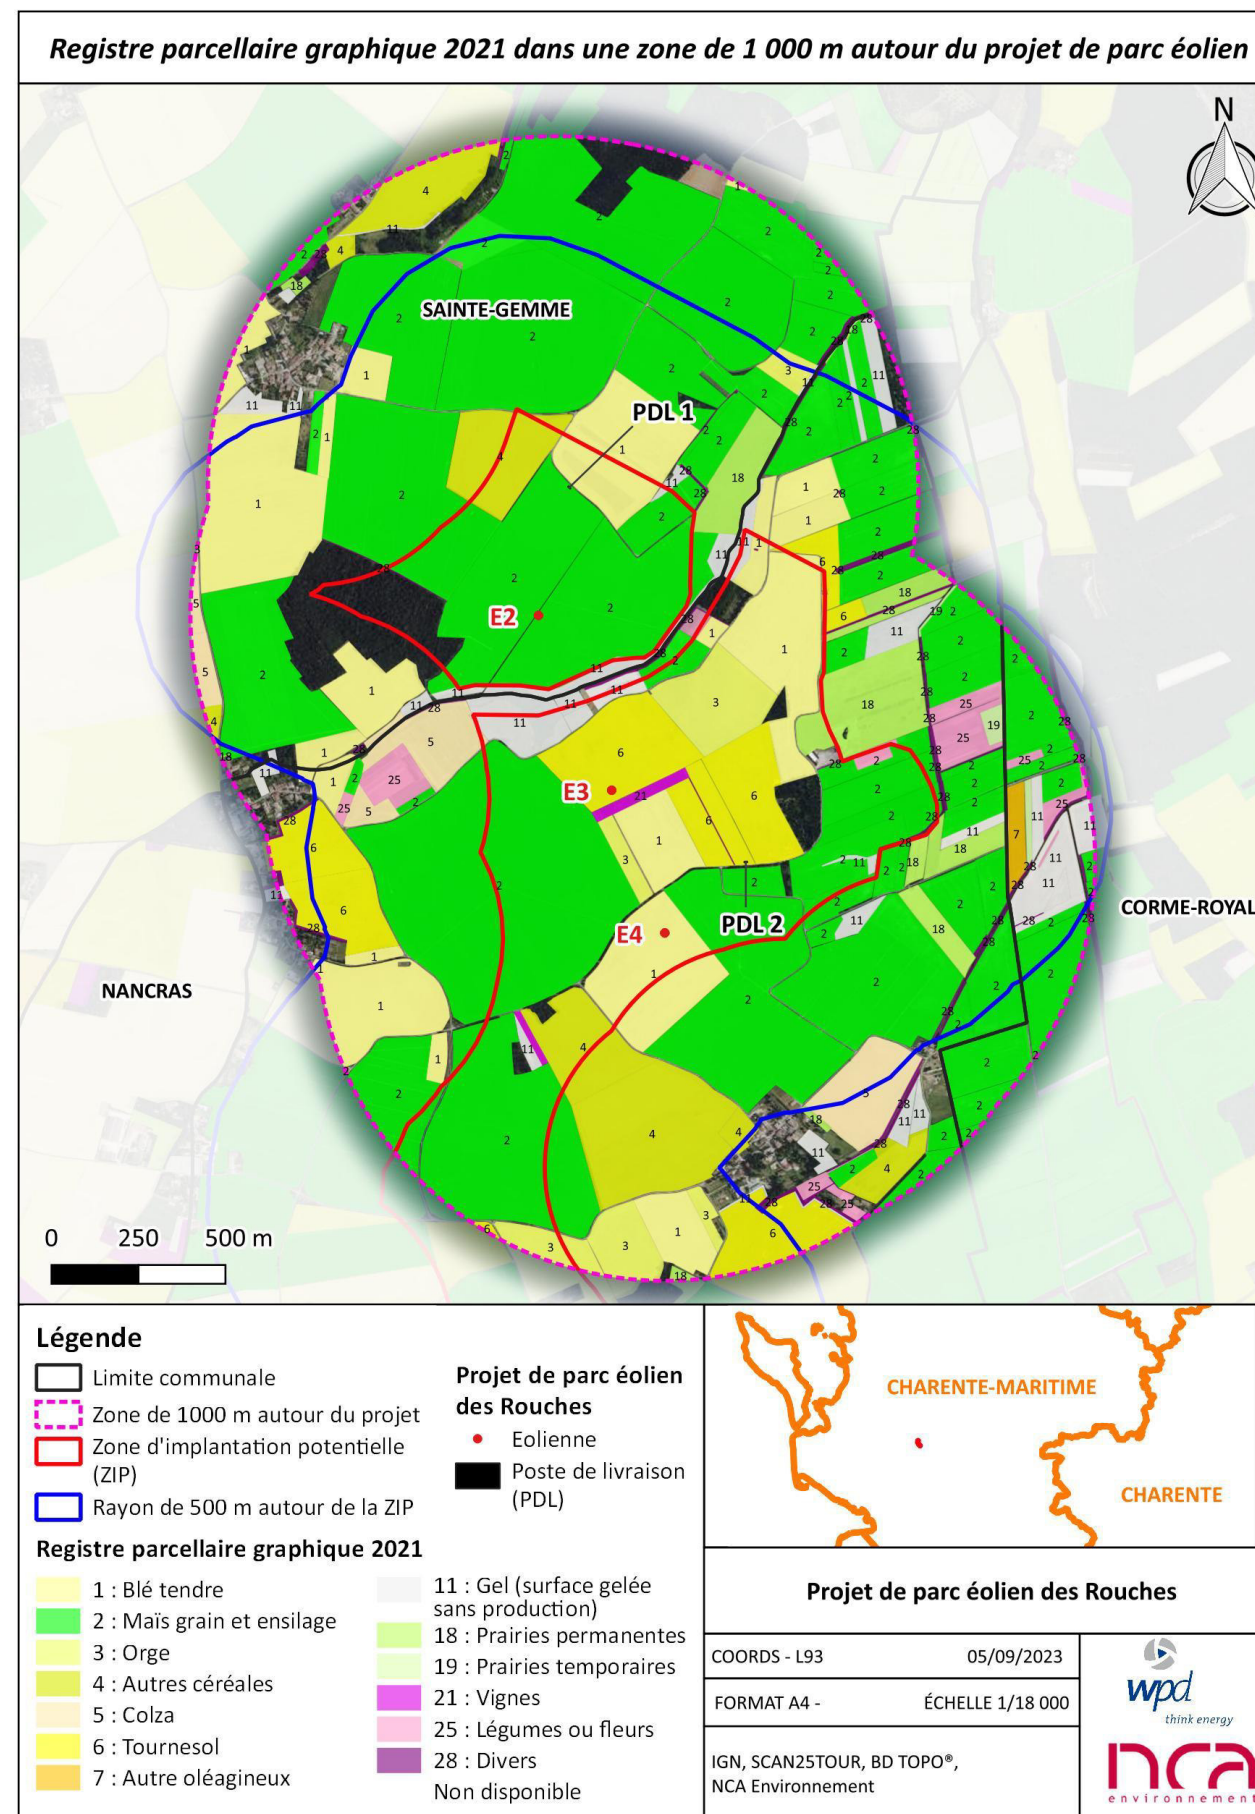 Registre parcellaire graphique 2021 dans une zone de 1 000 m autour du projet de parc éolien
N
SAINTE-GEMME
PDL 1
E2
E3
E4
PDL 2
NANCRAS
CORME-ROYAL
0 250 500 m
Légende
Limite communale
Zone de 1000 m autour du projet
Zone d'implantation potentielle
(ZIP)
Rayon de 500 m autour de la ZIP
Projet de parc éolien
des Rouches
Eolienne
Poste de livraison
(PDL)
Registre parcellaire graphique 2021
1 : Blé tendre
2 : Maïs grain et ensilage
3 : Orge
4 : Autres céréales
5 : Colza
6 : Tournesol
7 : Autre oléagineux
11 : Gel (surface gelée
sans production)
18 : Prairies permanentes
19 : Prairies temporaires
21 : Vignes
25 : Légumes ou fleurs
28 : Divers
Non disponible
CHARENTE-MARITIME
CHARENTE
Projet de parc éolien des Rouches
COORDS - L93 05/09/2023
FORMAT A4 - ÉCHELLE 1/18 000
IGN, SCAN25TOUR, BD TOPO®,
NCA Environnement
wpd
think energy
nca
environnement